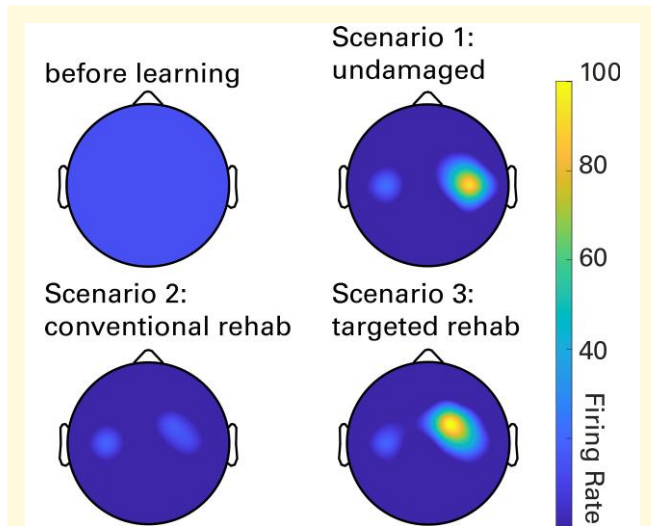 before learning
Scenario 1:
undamaged
Scenario 2:
conventional rehab
Scenario 3:
targeted rehab
100
80
60
40
Firing Rate